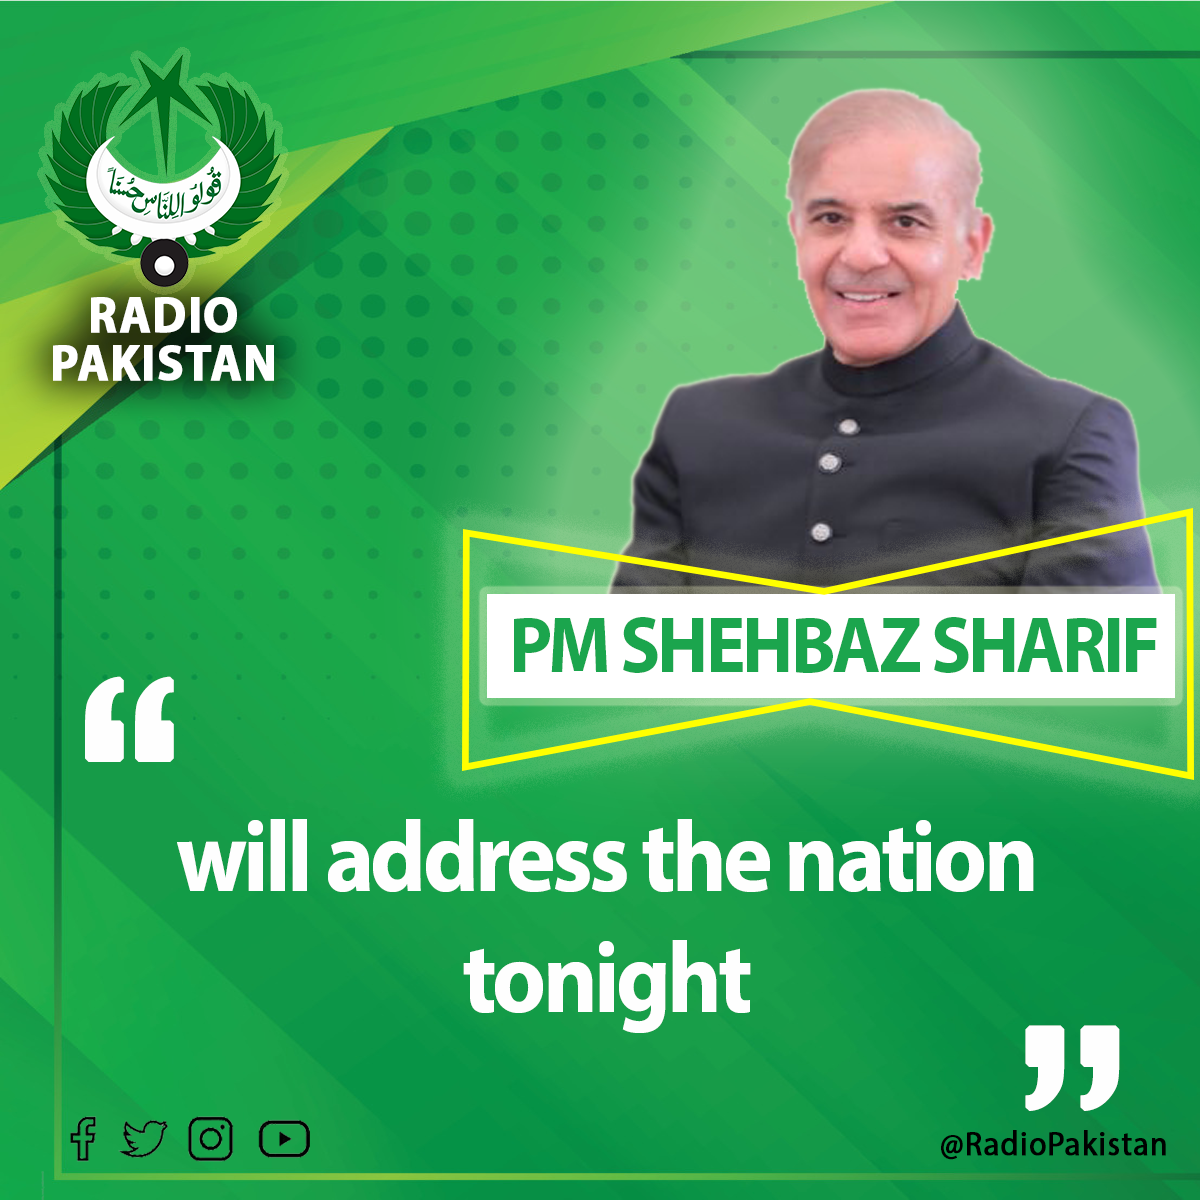 قُولُوا لِلنَّاسِ حُسْنًا
RADIO
PAKISTAN
PM SHEHBAZ SHARIF
“
will address the nation
tonight
”
@RadioPakistan